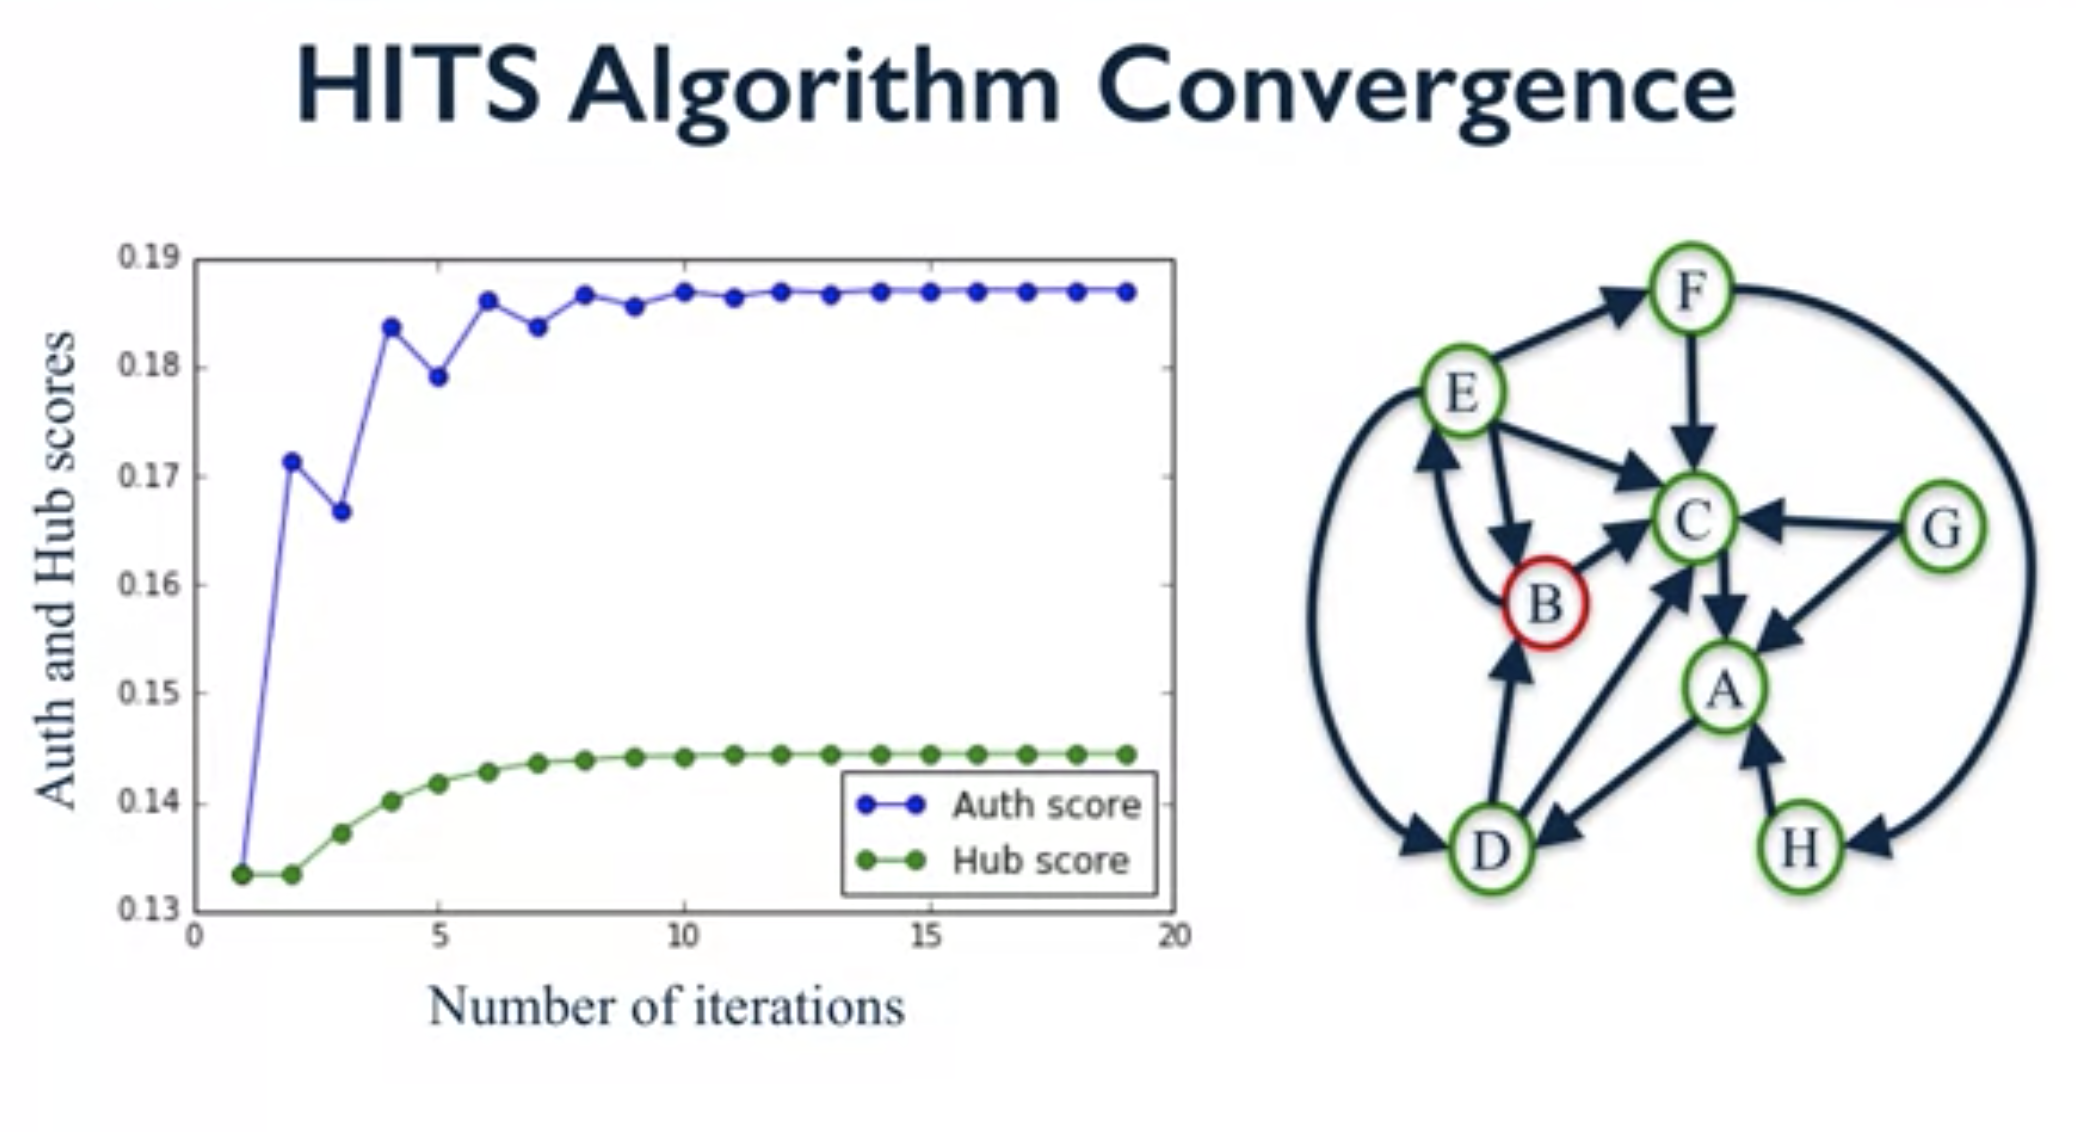 HITS Algorithm Convergence
Auth and Hub scores
0.19
0.18
0.17
0.16
0.15
0.14
0.13
0 5 10 15 20
Number of iterations
Auth score
Hub score
F
E
C
G
B
A
D
H